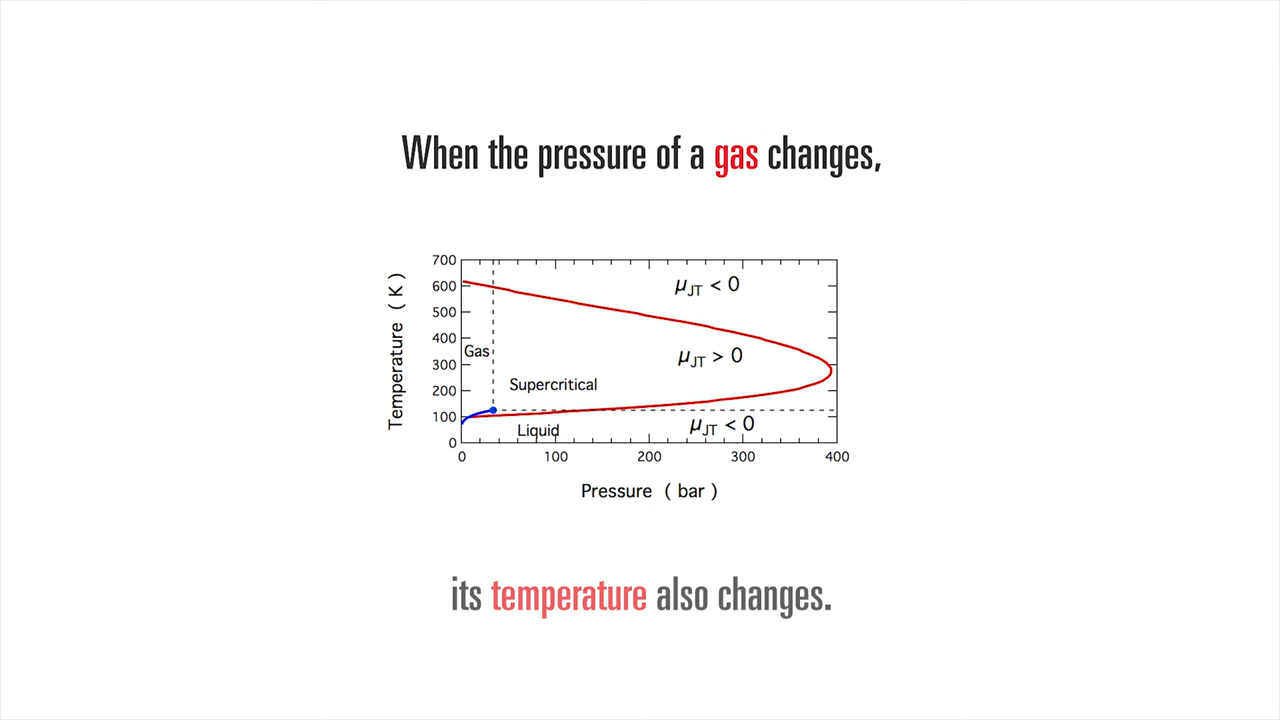 When the pressure of a gas changes,
700
600
500
400
300
200
100
0
Temperature ( K )
μJT < 0
Gas
μJT > 0
Supercritical
μJT < 0
Liquid
0 100 200 300 400
Pressure ( bar )
its temperature also changes.